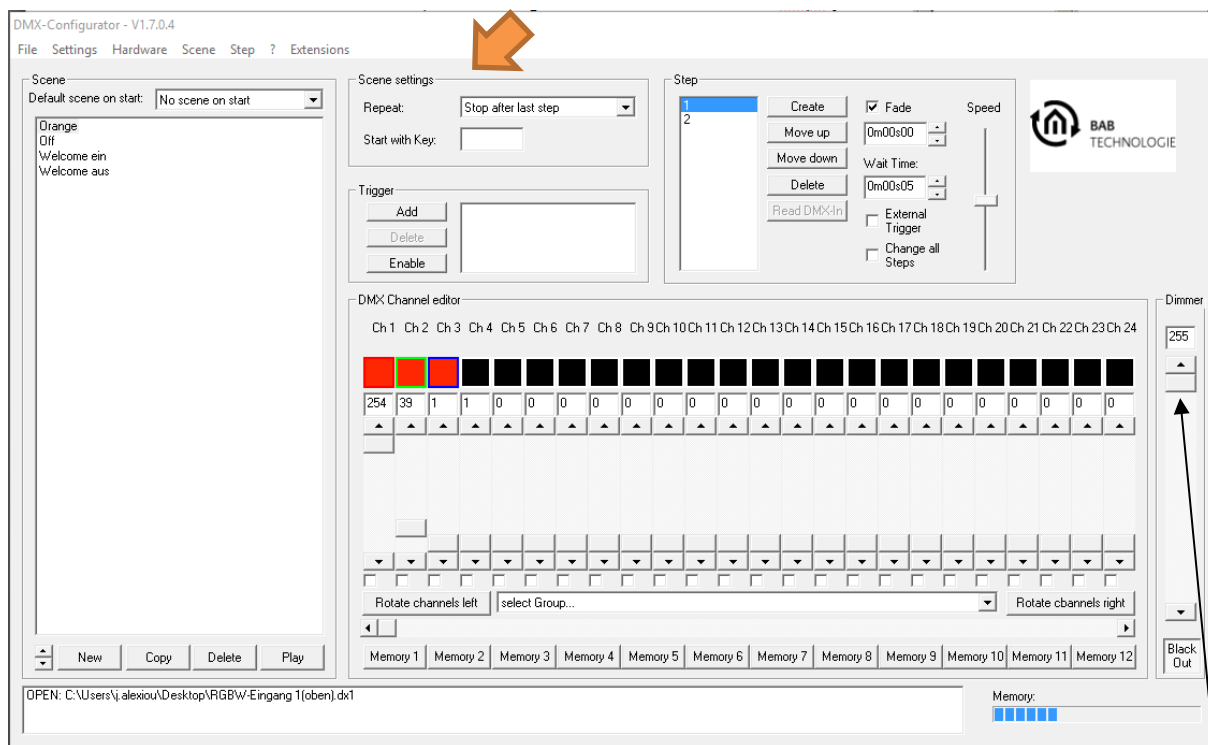 DMX-Configurator - V1.7.0.4
File Settings Hardware Scene Step ? Extensions
Scene
Default scene on start: No scene on start
Orange
Off
Welcome ein
Welcome aus
New Copy Delete Play
Scene settings
Repeat: Stop after last step
Start with Key:
Trigger
Add
Delete
Enable
Step
1
2
Create
Move up
Move down
Delete
Read DMX-In
Fade
0m00s00
Wait Time:
0m00s05
External
Trigger
Change all
Steps
Speed
BAB
TECHNOLOGIE
DMX Channel editor
Ch 1 Ch 2 Ch 3 Ch 4 Ch 5 Ch 6 Ch 7 Ch 8 Ch 9 Ch 10 Ch 11 Ch 12 Ch 13 Ch 14 Ch 15 Ch 16 Ch 17 Ch 18 Ch 19 Ch 20 Ch 21 Ch 22 Ch 23 Ch 24
254 39 1 1 0 0 0 0 0 0 0 0 0 0 0 0 0 0 0 0 0 0 0 0
Rotate channels left select Group... Rotate cbannels right
Memory 1 Memory 2 Memory 3 Memory 4 Memory 5 Memory 6 Memory 7 Memory 8 Memory 9 Memory 10 Memory 11 Memory 12
Dimmer
255
Black
Out
OPEN: C:\Users\j.alexiou\Desktop\RGBW-Eingang 1(oben).dx1
Memory: